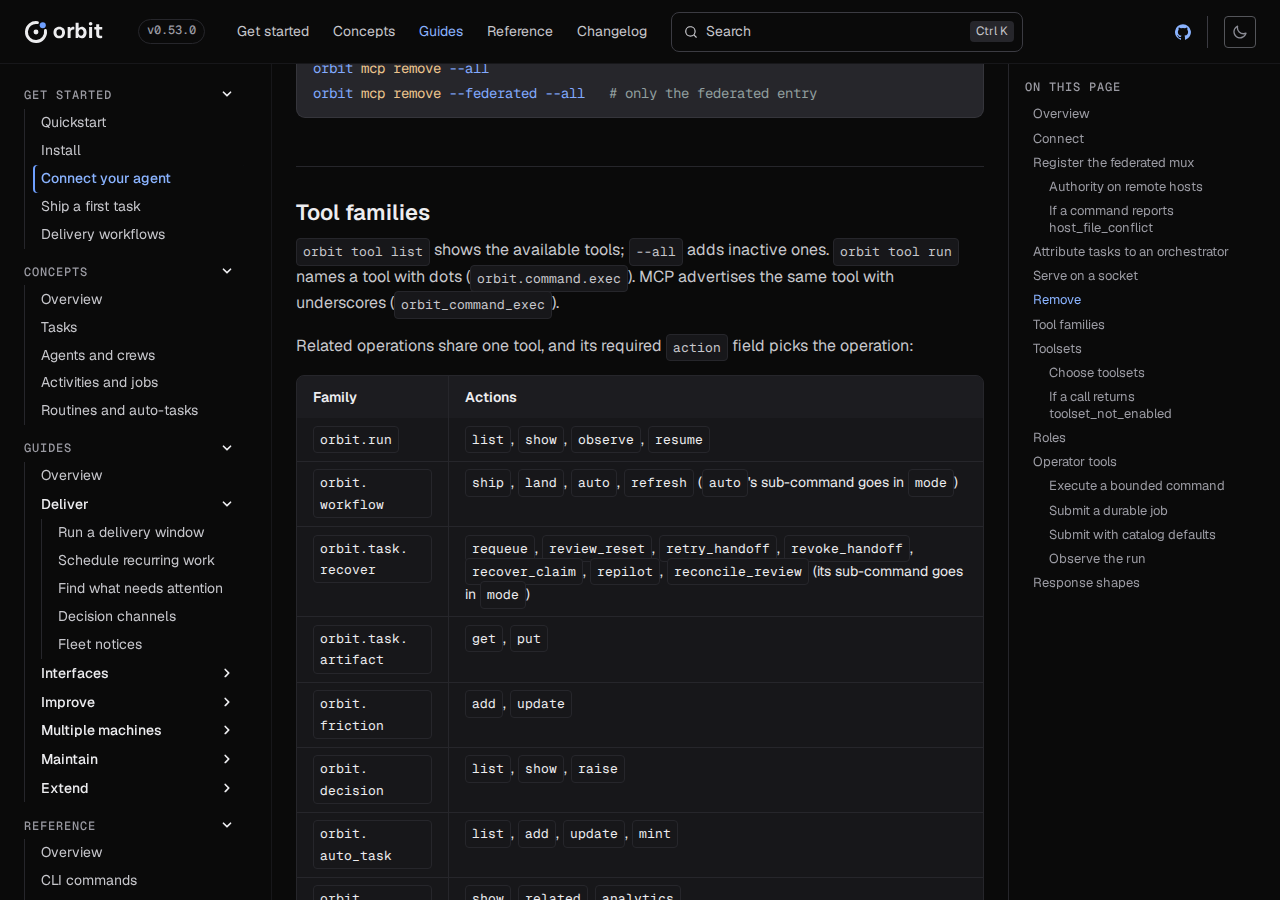 orbit
v0.53.0
Get started
Concepts
Guides
Reference
Changelog
Search
Ctrl K
GET STARTED
Quickstart
Install
Connect your agent
Ship a first task
Delivery workflows
CONCEPTS
Overview
Tasks
Agents and crews
Activities and jobs
Routines and auto-tasks
GUIDES
Overview
Deliver
Run a delivery window
Schedule recurring work
Find what needs attention
Decision channels
Fleet notices
Interfaces
Improve
Multiple machines
Maintain
Extend
REFERENCE
Overview
CLI commands
orbit mcp remove --all
orbit mcp remove --federated --all # only the federated entry
Tool families
orbit tool list shows the available tools; --all adds inactive ones. orbit tool run
names a tool with dots (orbit.command.exec). MCP advertises the same tool with
underscores (orbit_command_exec).
Related operations share one tool, and its required action field picks the operation:
Family Actions
orbit.run list, show, observe, resume
orbit. ship, land, auto, refresh (auto's sub-command goes in mode)
workflow
orbit.task. requeue, review_reset, retry_handoff, revoke_handoff,
recover recover_claim, repilot, reconcile_review (its sub-command goes
in mode)
orbit.task. get, put
artifact
orbit. add, update
friction
orbit. list, show, raise
decision
orbit. list, add, update, mint
auto_task
orbit. show, related, analytics
ON THIS PAGE
Overview
Connect
Register the federated mux
Authority on remote hosts
If a command reports
host_file_conflict
Attribute tasks to an orchestrator
Serve on a socket
Remove
Tool families
Toolsets
Choose toolsets
If a call returns
toolset_not_enabled
Roles
Operator tools
Execute a bounded command
Submit a durable job
Submit with catalog defaults
Observe the run
Response shapes